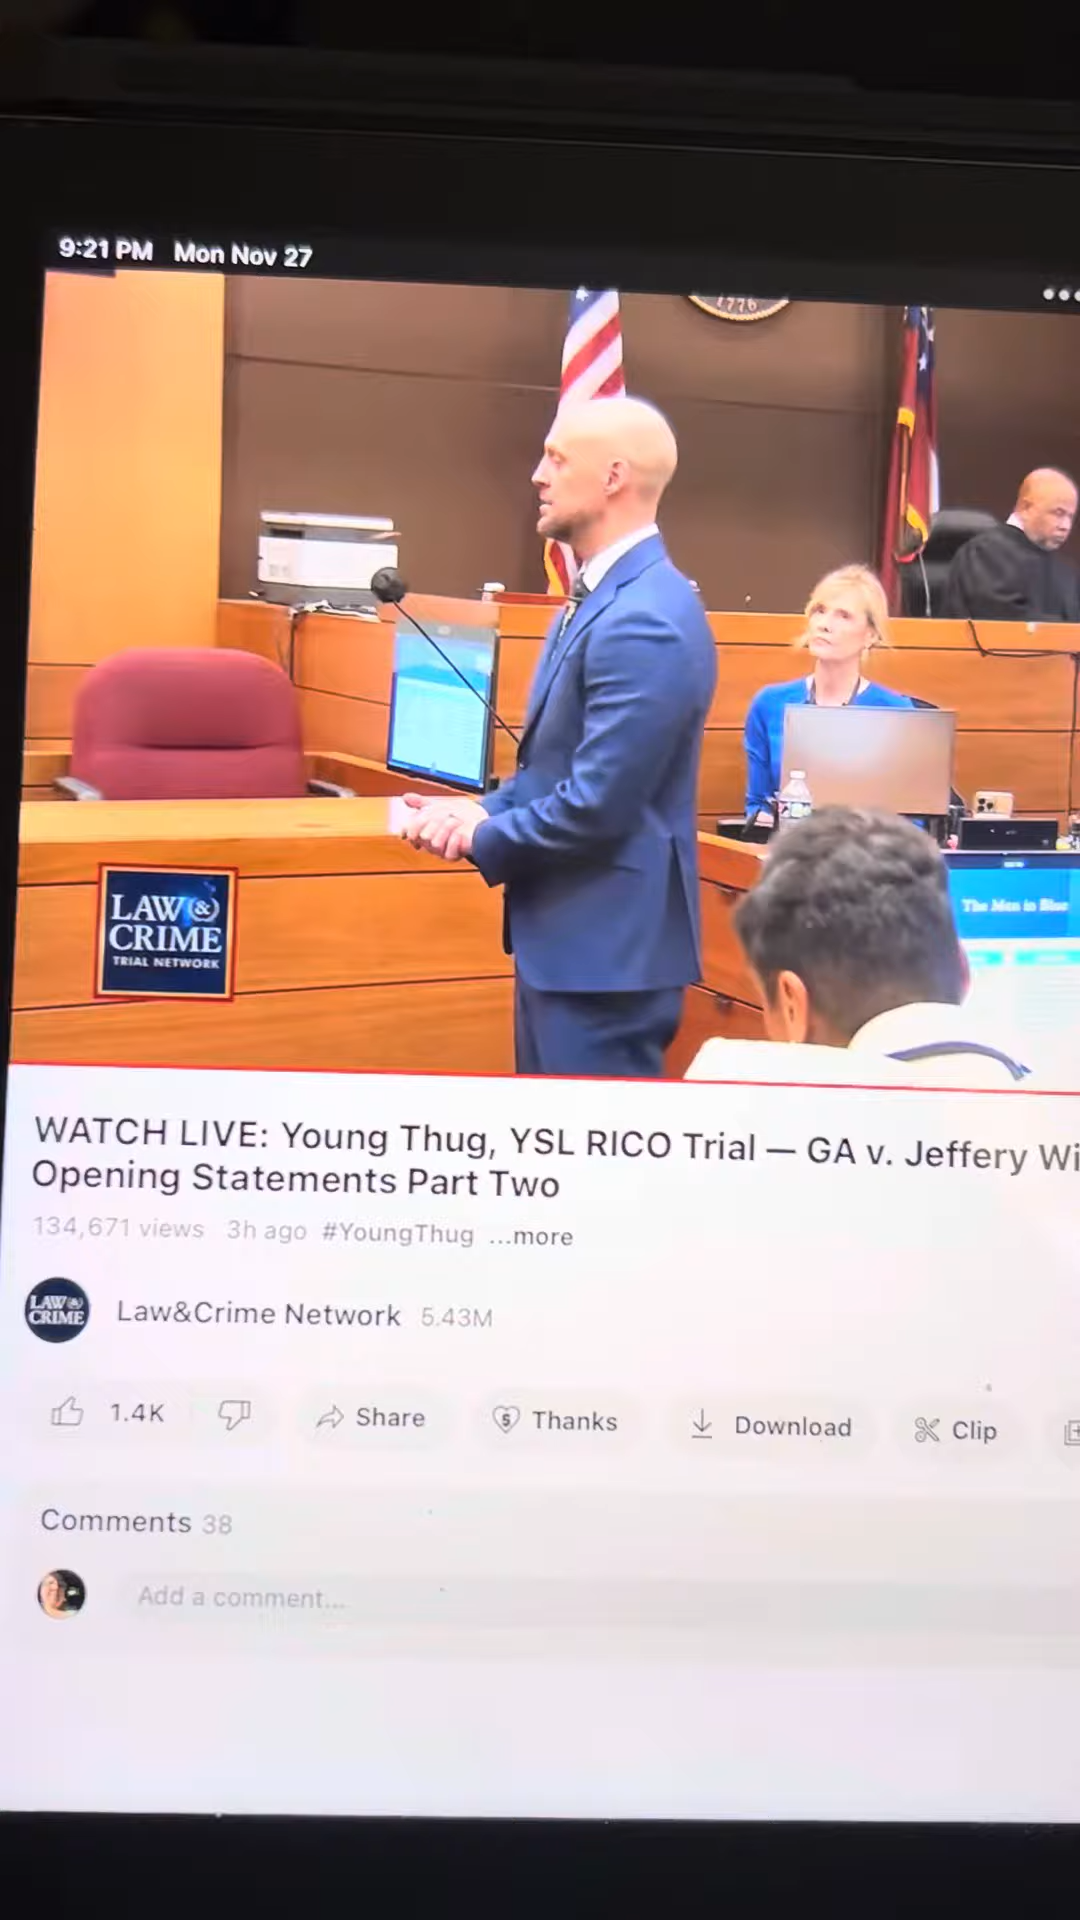 9:21 PM Mon Nov 27
1776
LAW &
CRIME
TRIAL NETWORK
The Men in Blue
WATCH LIVE: Young Thug, YSL RICO Trial — GA v. Jeffery Wi
Opening Statements Part Two
134,671 views 3h ago #YoungThug ...more
LAW &
CRIME
Law&Crime Network 5.43M
1.4K
Share
$ Thanks
Download
Clip
Comments 38
Add a comment...